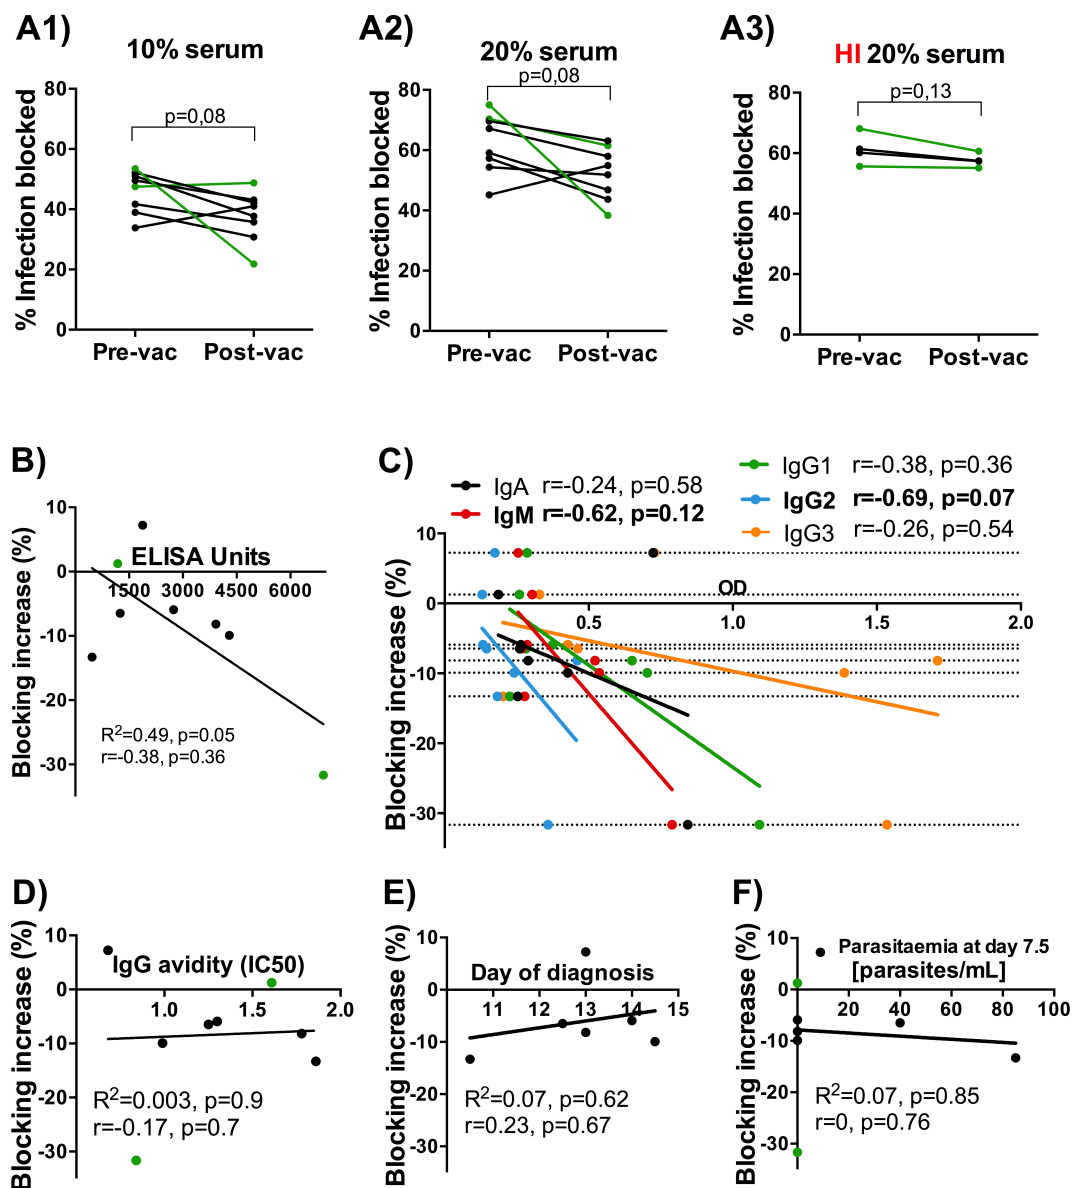 A1)
10% serum
p=0,08
% Infection blocked
80
60
40
20
0
Pre-vac Post-vac
A2)
20% serum
p=0,08
% Infection blocked
80
60
40
20
0
Pre-vac Post-vac
A3)
HI 20% serum
p=0,13
% Infection blocked
80
60
40
20
0
Pre-vac Post-vac
B)
Blocking increase (%)
10
0
-10
-20
-30
ELISA Units
1500 3000 4500 6000
R²=0.49, p=0.05
r=-0.38, p=0.36
C)
IgA r=-0.24, p=0.58
IgM r=-0.62, p=0.12
IgG1 r=-0.38, p=0.36
IgG2 r=-0.69, p=0.07
IgG3 r=-0.26, p=0.54
Blocking increase (%)
10
0
-10
-20
-30
OD
0.5 1.0 1.5 2.0
D)
Blocking increase (%)
10
0
-10
-20
-30
IgG avidity (IC50)
1.0 1.5 2.0
R²=0.003, p=0.9
r=-0.17, p=0.7
E)
Blocking increase (%)
10
0
-10
-20
-30
Day of diagnosis
11 12 13 14 15
R²=0.07, p=0.62
r=0.23, p=0.67
F)
Blocking increase (%)
10
0
-10
-20
-30
Parasitaemia at day 7.5
[parasites/mL]
20 40 60 80 100
R²=0.07, p=0.85
r=0, p=0.76